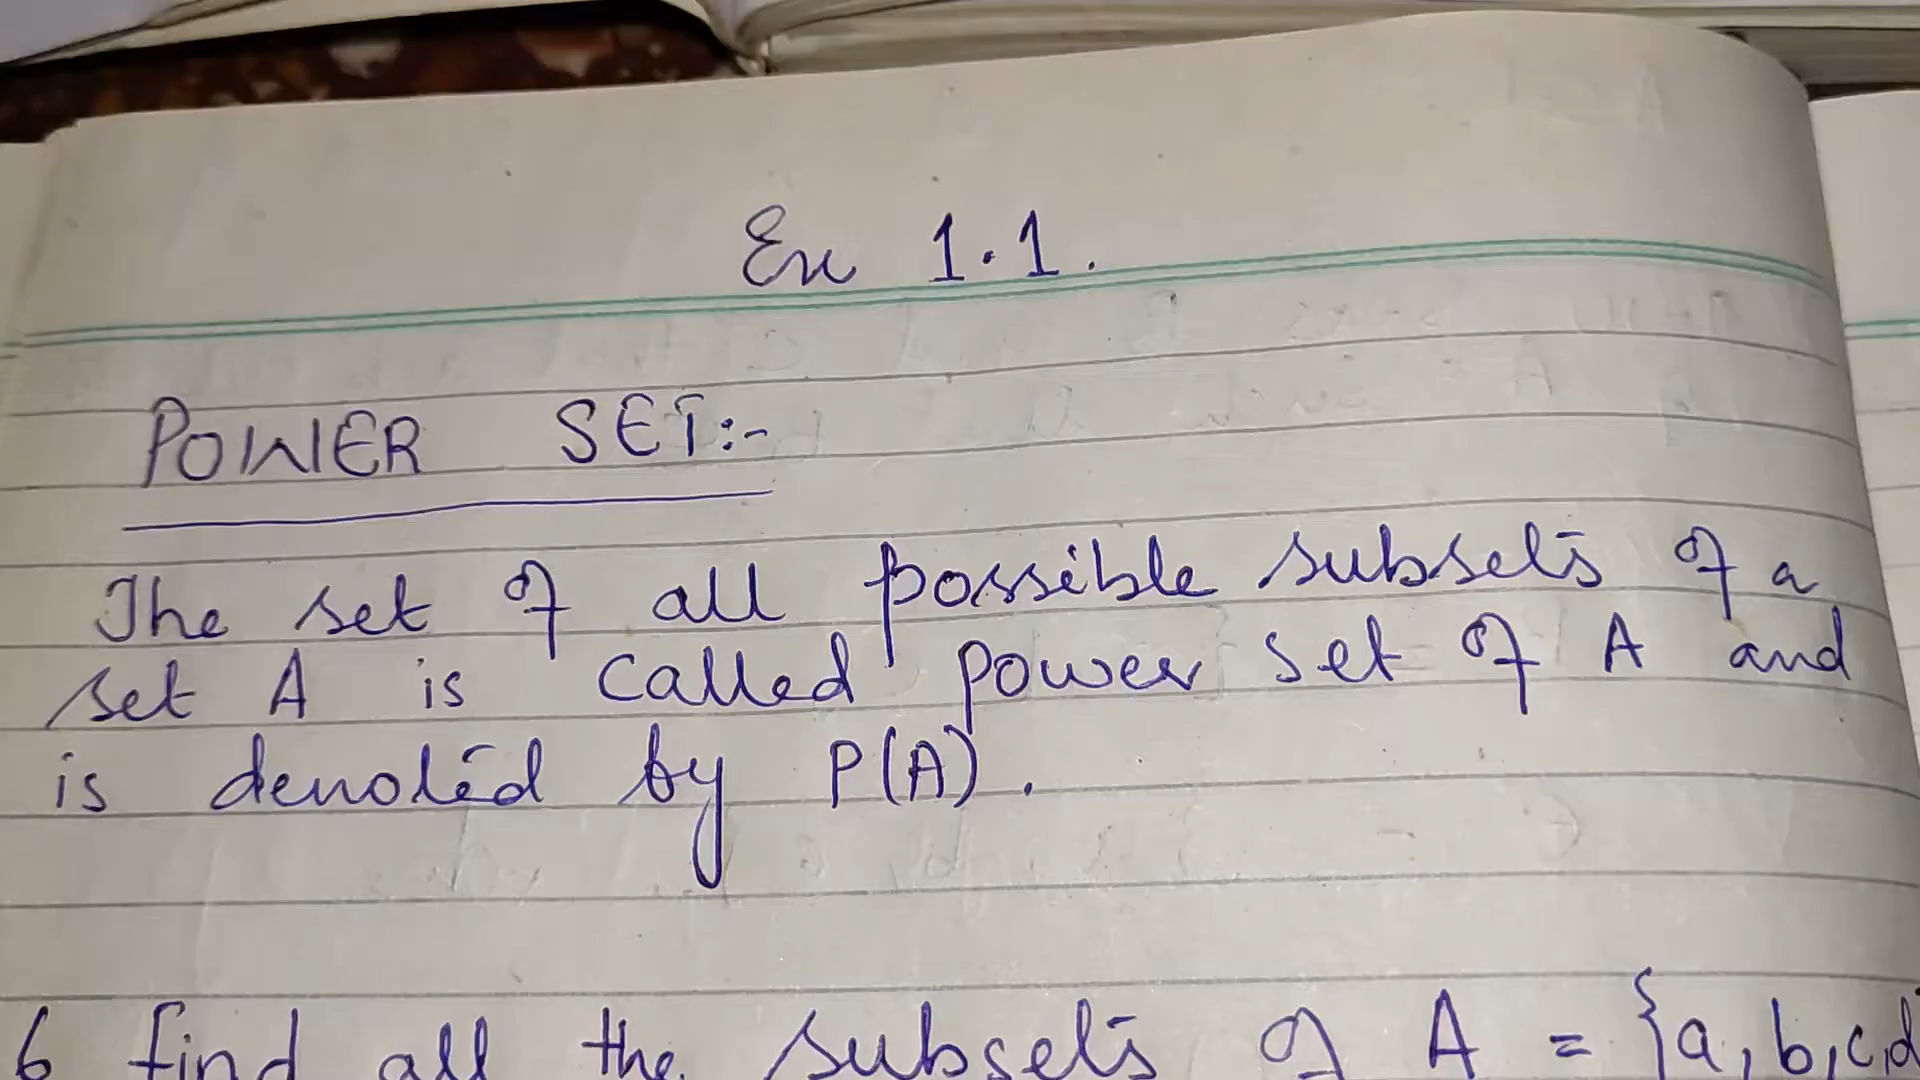 Ex 1.1.
POWER SET:-
The set of all possible subsets of a
set A is called power set of A and
is denoted by P(A).
6 find all the subsets of A = {a, b, c, d